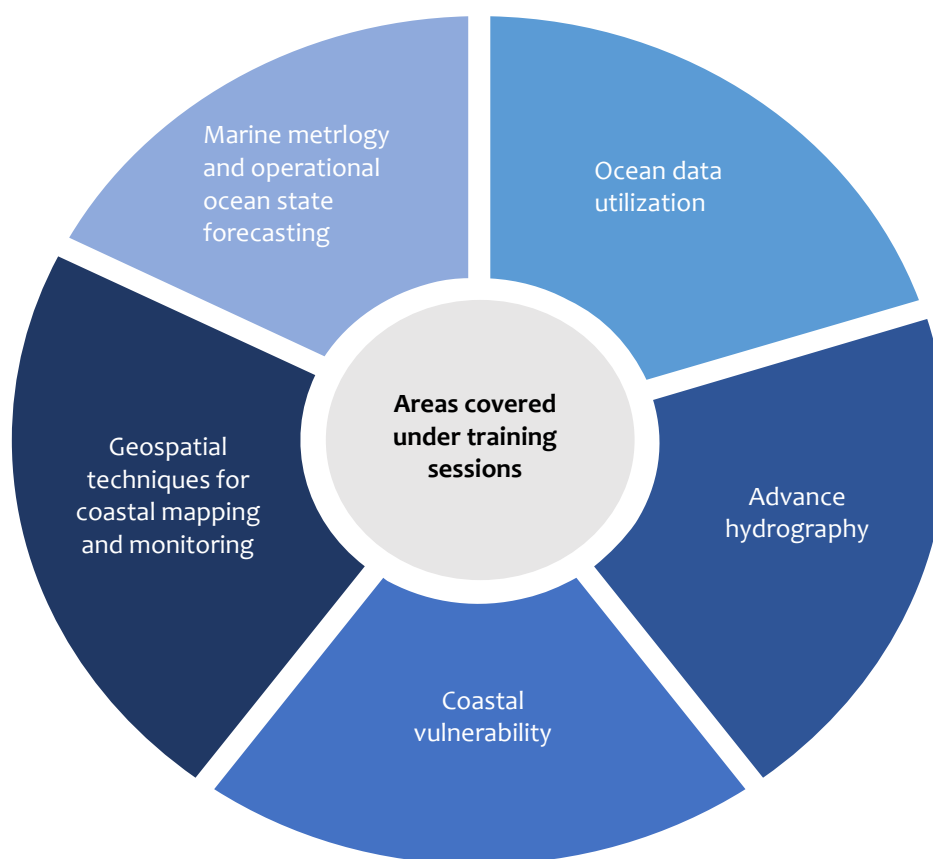 Marine metrlogy
and operational
ocean state
forecasting
Ocean data
utilization
Areas covered
under training
sessions
Geospatial
techniques for
coastal mapping
and monitoring
Advance
hydrography
Coastal
vulnerability